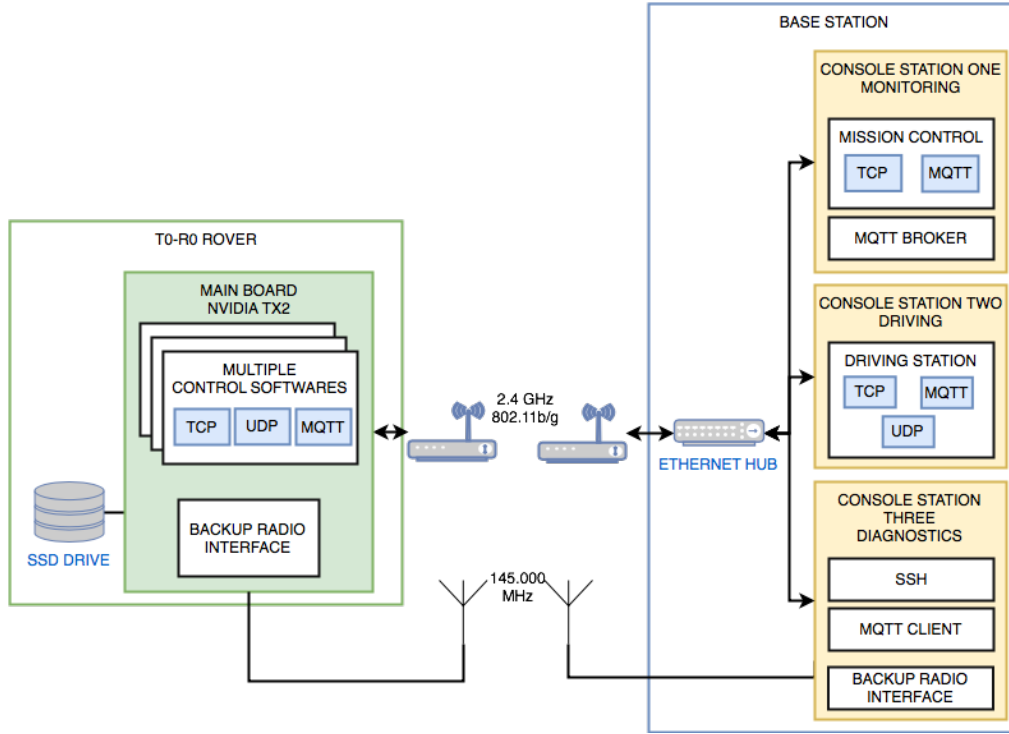 BASE STATION
CONSOLE STATION ONE
MONITORING
MISSION CONTROL
TCP
MQTT
MQTT BROKER
T0-R0 ROVER
MAIN BOARD
NVIDIA TX2
MULTIPLE
CONTROL SOFTWARES
TCP
UDP
MQTT
BACKUP RADIO
INTERFACE
SSD DRIVE
2.4 GHz
802.11b/g
145.000
MHz
ETHERNET HUB
CONSOLE STATION TWO
DRIVING
DRIVING STATION
TCP
MQTT
UDP
CONSOLE STATION
THREE
DIAGNOSTICS
SSH
MQTT CLIENT
BACKUP RADIO
INTERFACE